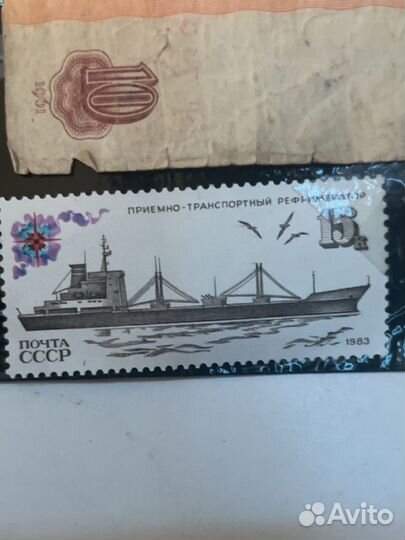 10
1961
ПРИЕМНО-ТРАНСПОРТНЫЙ РЕФРИЖЕРАТОР
15к
ПОЧТА
СССР
1983
Avito